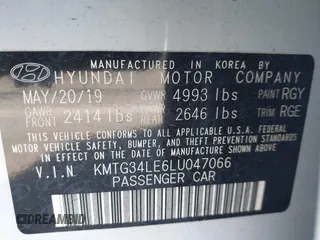 MANUFACTURED IN KOREA BY
HYUNDAI MOTOR COMPANY
MAY/20/19 GVWR 4993 lbs PAINT RGY
GAWR FRONT 2414 lbs GAWR REAR 2646 lbs TRIM RGE
THIS VEHICLE CONFORMS TO ALL APPLICABLE U.S.A. FEDERAL
MOTOR VEHICLE SAFETY, BUMPER, AND THEFT PREVENTION
STANDARDS IN EFFECT ON THE DATE OF MANUFACTURE SHOWN ABOVE
V.I.N KMTG34LE6LU047066
PASSENGER CAR
DREAMBID